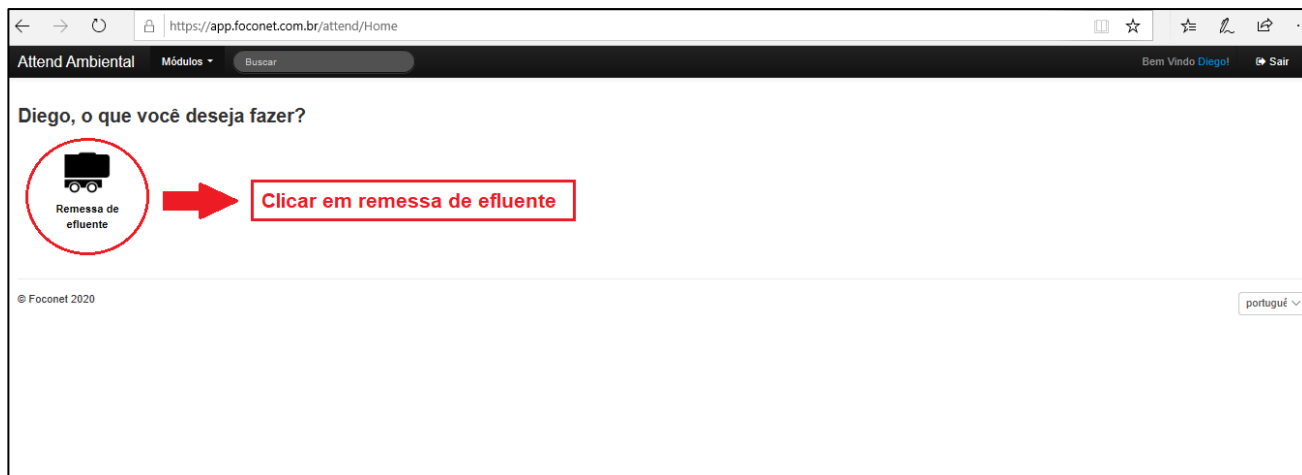 https://app.foconet.com.br/attend/Home
Attend Ambiental Módulos Buscar Bem Vindo Diego! Sair
Diego, o que você deseja fazer?
Remessa de
efluente
Clicar em remessa de efluente
© Foconet 2020
portuguê